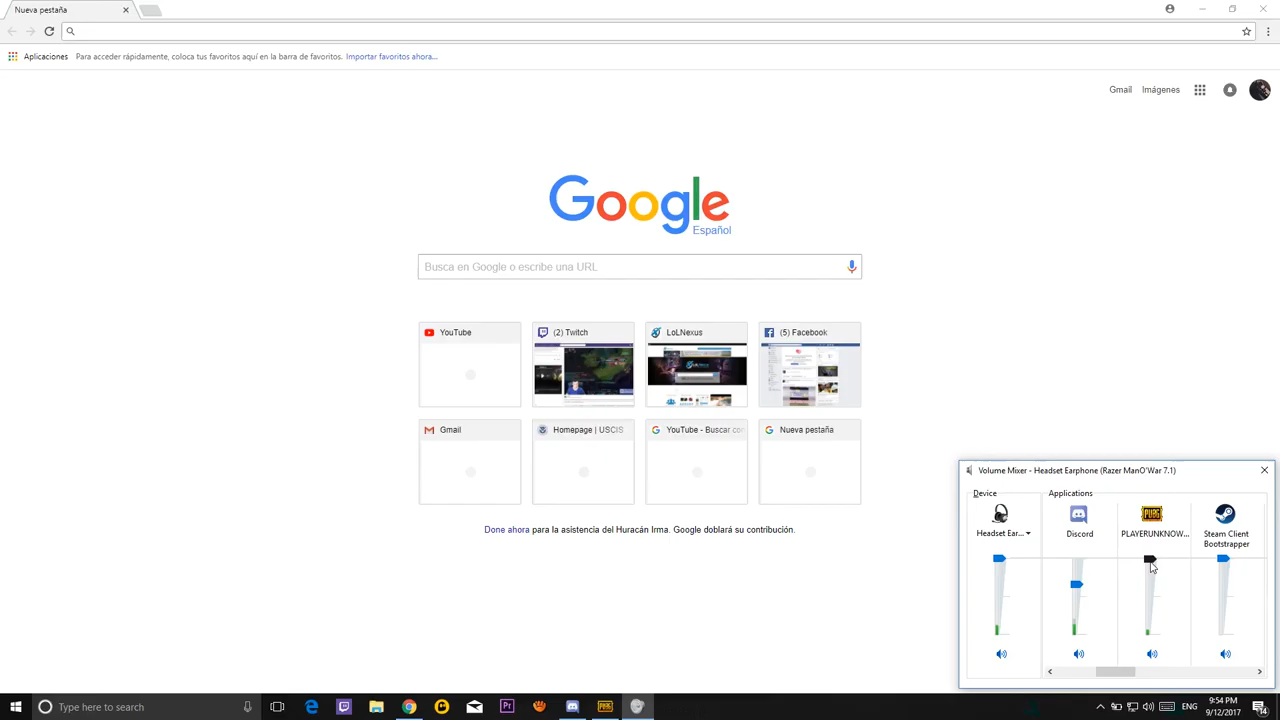 Nueva pestaña
Aplicaciones Para acceder rápidamente, coloca tus favoritos aquí en la barra de favoritos. Importar favoritos ahora...
Gmail Imágenes
Google
Español
Busca en Google o escribe una URL
YouTube (2) Twitch LoLNexus (5) Facebook
Gmail Homepage | USCIS YouTube - Buscar con Nueva pestaña
Done ahora para la asistencia del Huracán Irma. Google doblará su contribución.
Volume Mixer - Headset Earphone (Razer ManO'War 7.1)
Device Applications
PUBG
Headset Ear... Discord PLAYERUNKNOW... Steam Client
Bootstrapper
Type here to search
Pr
ENG
9:54 PM
9/12/2017
14